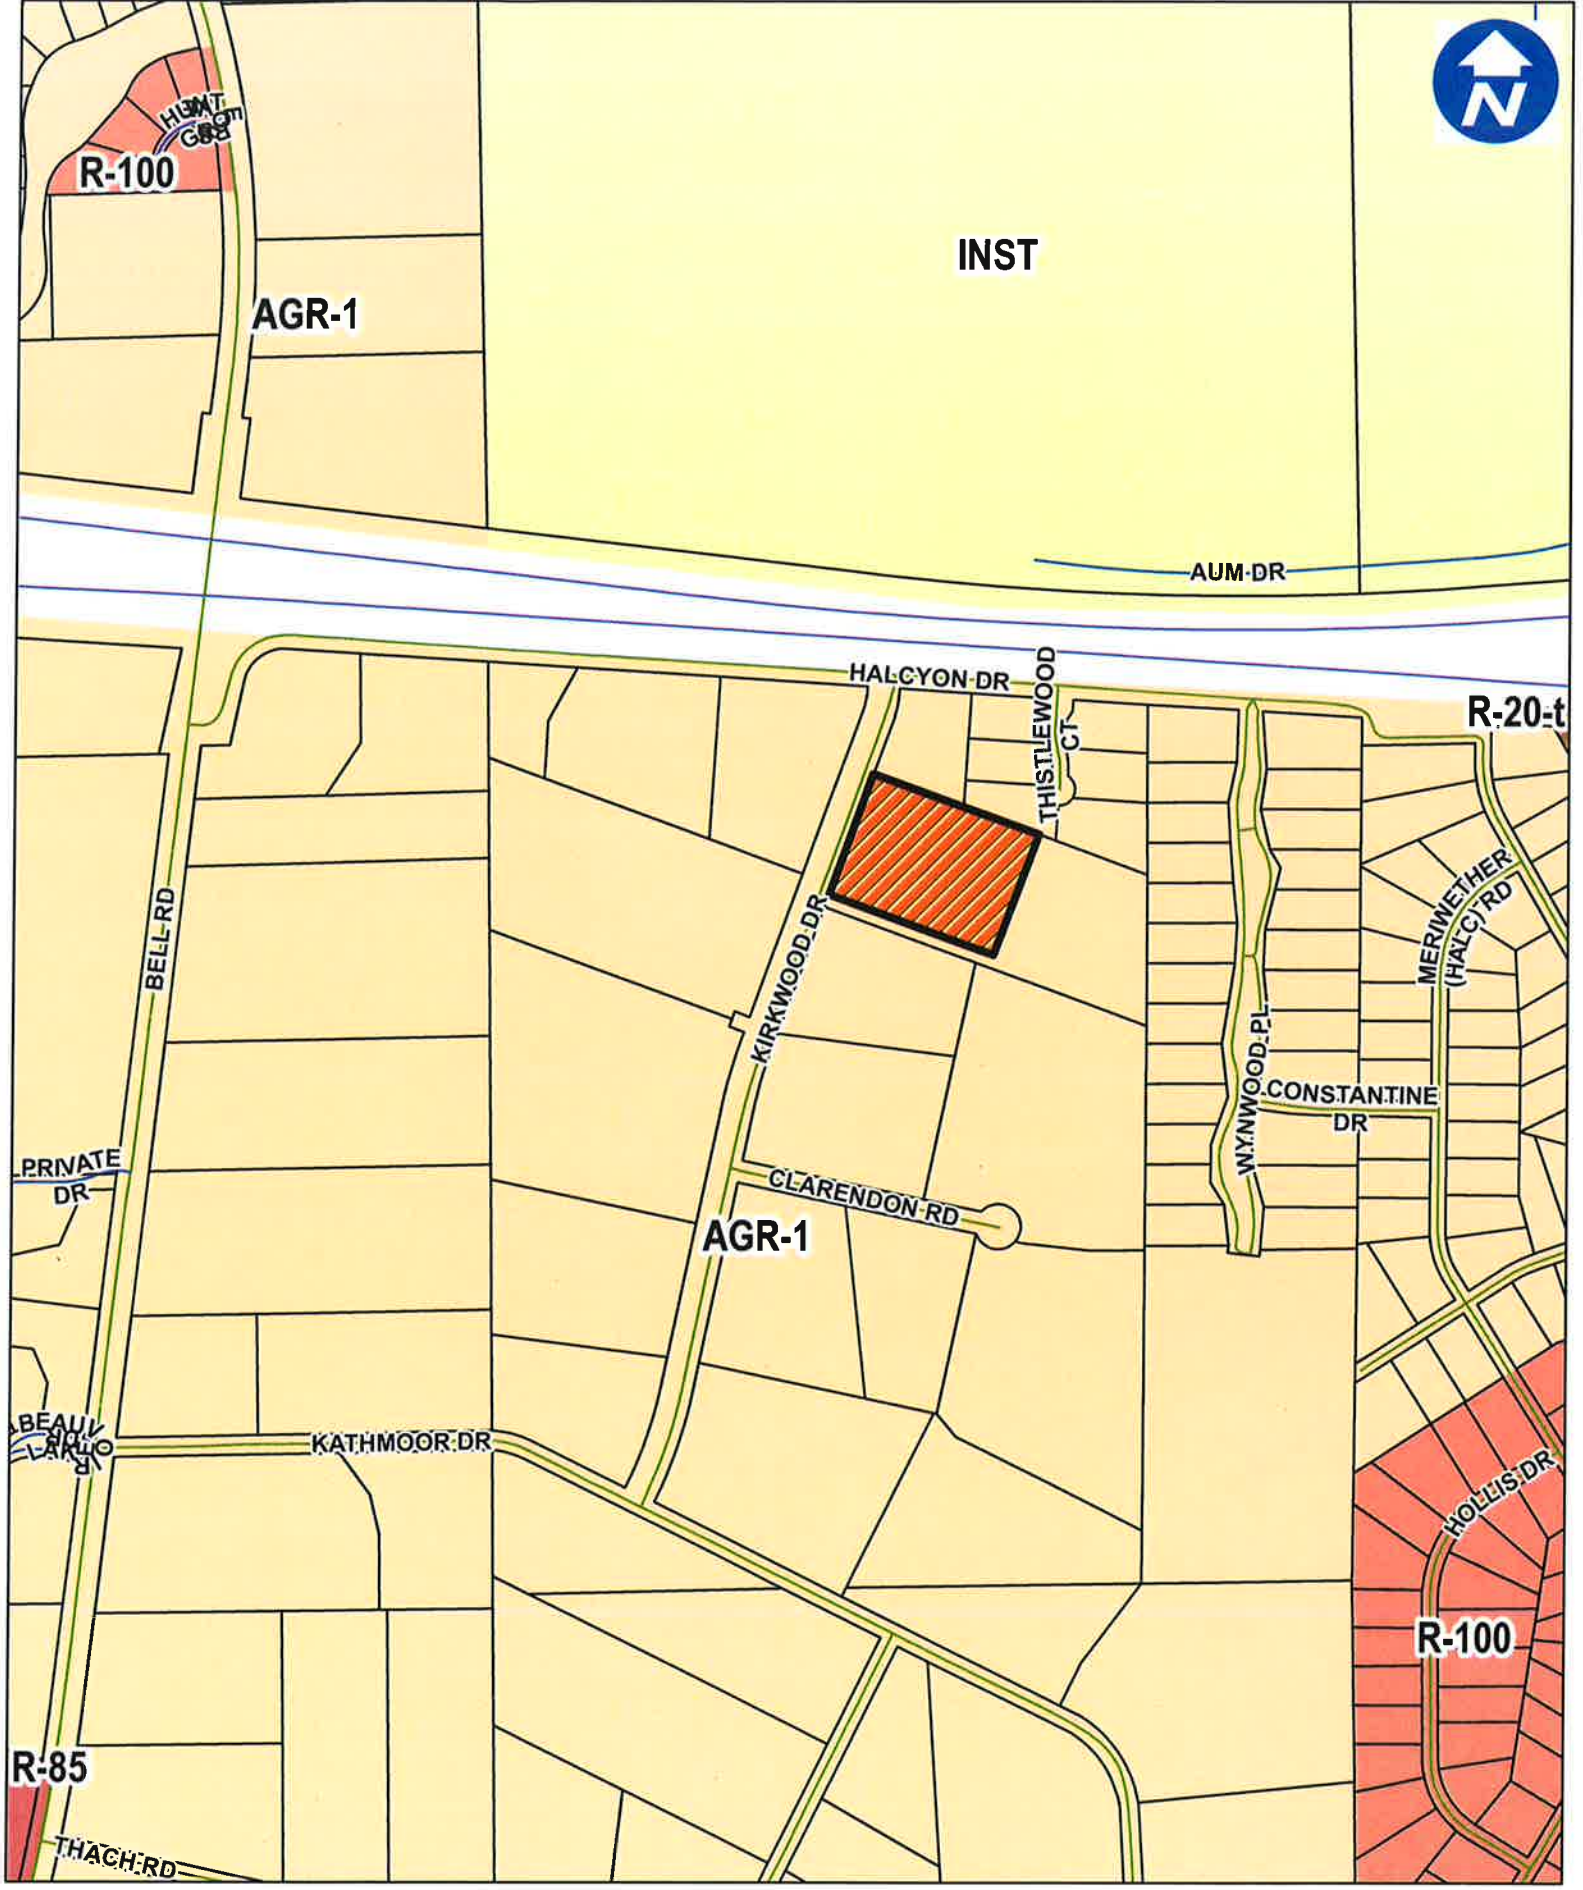 N
R-100
INST
AGR-1
AUM DR
HALCYON DR
THISTLEWOOD
CT
R-20-t
BELL RD
KIRKWOOD DR
MERIWETHER
(HALC) RD
WYNWOOD PL
CONSTANTINE
DR
PRIVATE
DR
CLARENDON RD
AGR-1
KATHMOOR DR
HOLLIS DR
R-100
R-85
THACH RD